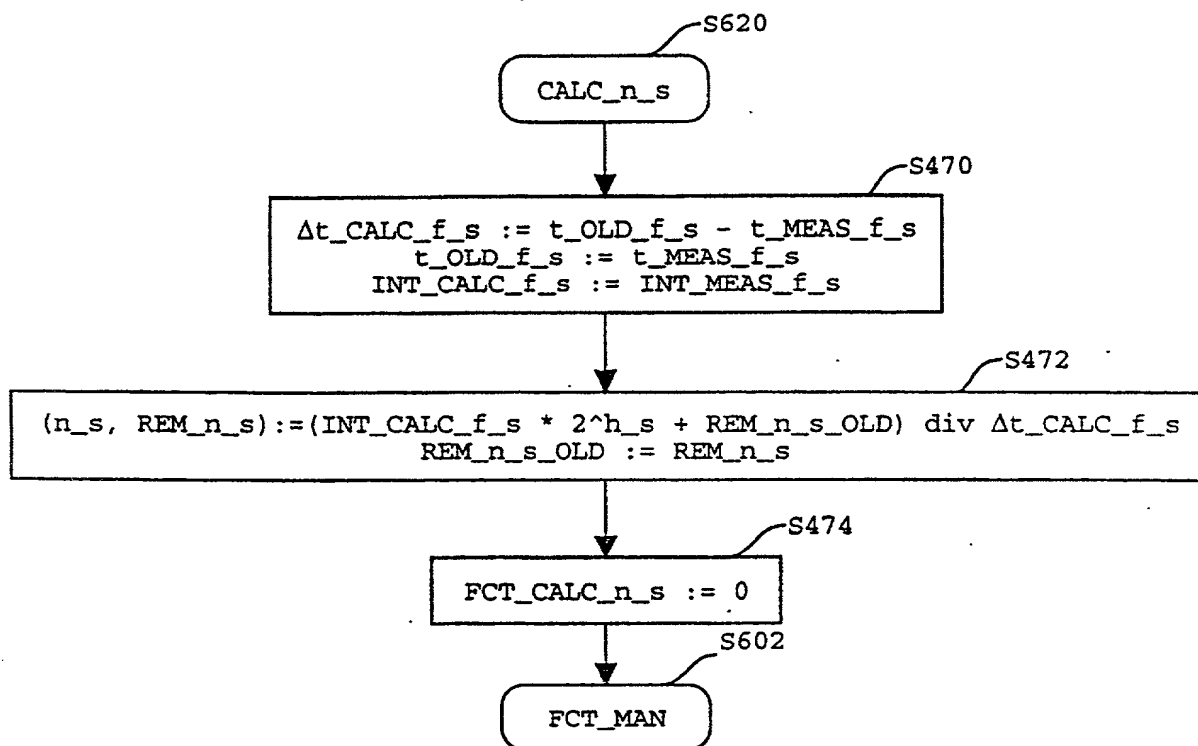 S620
CALC_n_s
S470
Δt_CALC_f_s := t_OLD_f_s - t_MEAS_f_s
t_OLD_f_s := t_MEAS_f_s
INT_CALC_f_s := INT_MEAS_f_s
S472
(n_s, REM_n_s):=(INT_CALC_f_s * 2^h_s + REM_n_s_OLD) div Δt_CALC_f_s
REM_n_s_OLD := REM_n_s
S474
FCT_CALC_n_s := 0
S602
FCT_MAN